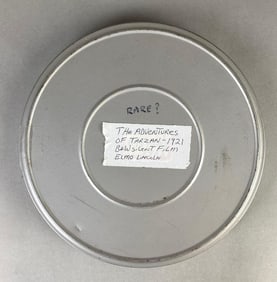 RARE?
THE ADVENTURES
OF TARZAN-1921
B&W SILENT FILM
ELMO LINCOLN